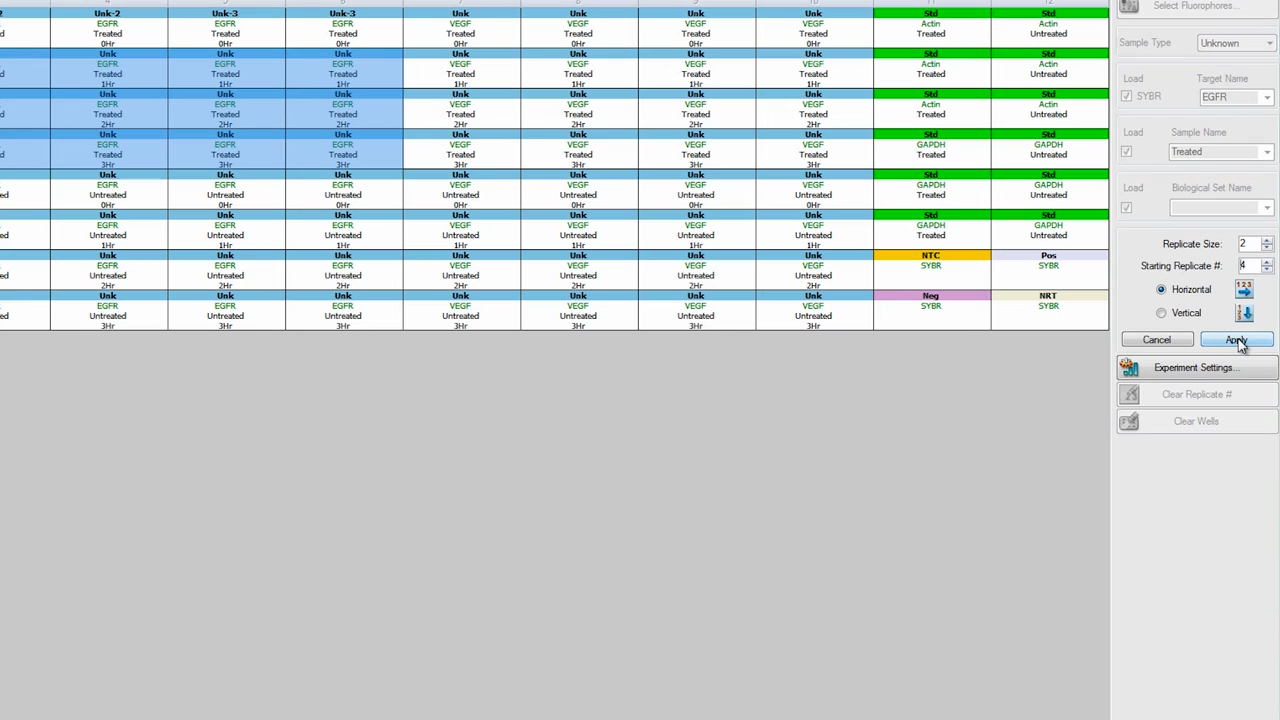 4 5 6 7 8 9 10 11 12
2 Unk-2 Unk-3 Unk-3 Unk Unk Unk Unk Std Std
EGFR EGFR EGFR VEGF VEGF VEGF VEGF Actin Actin
Treated Treated Treated Treated Treated Treated Treated Treated Untreated
0Hr 0Hr 0Hr 0Hr 0Hr 0Hr 0Hr
Unk Unk Unk Unk Unk Unk Unk Std Std
EGFR EGFR EGFR VEGF VEGF VEGF VEGF Actin Actin
Treated Treated Treated Treated Treated Treated Treated Treated Untreated
1Hr 1Hr 1Hr 1Hr 1Hr 1Hr 1Hr
Unk Unk Unk Unk Unk Unk Unk Std Std
EGFR EGFR EGFR VEGF VEGF VEGF VEGF Actin Actin
Treated Treated Treated Treated Treated Treated Treated Treated Untreated
2Hr 2Hr 2Hr 2Hr 2Hr 2Hr 2Hr
Unk Unk Unk Unk Unk Unk Unk Std Std
EGFR EGFR EGFR VEGF VEGF VEGF VEGF GAPDH GAPDH
Treated Treated Treated Treated Treated Treated Treated Treated Untreated
3Hr 3Hr 3Hr 3Hr 3Hr 3Hr 3Hr
Unk Unk Unk Unk Unk Unk Unk Std Std
EGFR EGFR EGFR VEGF VEGF VEGF VEGF GAPDH GAPDH
Untreated Untreated Untreated Untreated Untreated Untreated Untreated Treated Untreated
0Hr 0Hr 0Hr 0Hr 0Hr 0Hr 0Hr
Unk Unk Unk Unk Unk Unk Unk Std Std
EGFR EGFR EGFR VEGF VEGF VEGF VEGF GAPDH GAPDH
Untreated Untreated Untreated Untreated Untreated Untreated Untreated Treated Untreated
1Hr 1Hr 1Hr 1Hr 1Hr 1Hr 1Hr
Unk Unk Unk Unk Unk Unk Unk NTC Pos
EGFR EGFR EGFR VEGF VEGF VEGF VEGF SYBR SYBR
Untreated Untreated Untreated Untreated Untreated Untreated Untreated
2Hr 2Hr 2Hr 2Hr 2Hr 2Hr 2Hr
Unk Unk Unk Unk Unk Unk Unk Neg NRT
EGFR EGFR EGFR VEGF VEGF VEGF VEGF SYBR SYBR
Untreated Untreated Untreated Untreated Untreated Untreated Untreated
3Hr 3Hr 3Hr 3Hr 3Hr 3Hr 3Hr
Select Fluorophores...
Sample Type Unknown
Load Target Name
SYBR EGFR
Load Sample Name
Treated
Load Biological Set Name
Replicate Size: 2
Starting Replicate #: 4
Horizontal 1 2 3
Vertical
Cancel Apply
Experiment Settings...
Clear Replicate #
Clear Wells